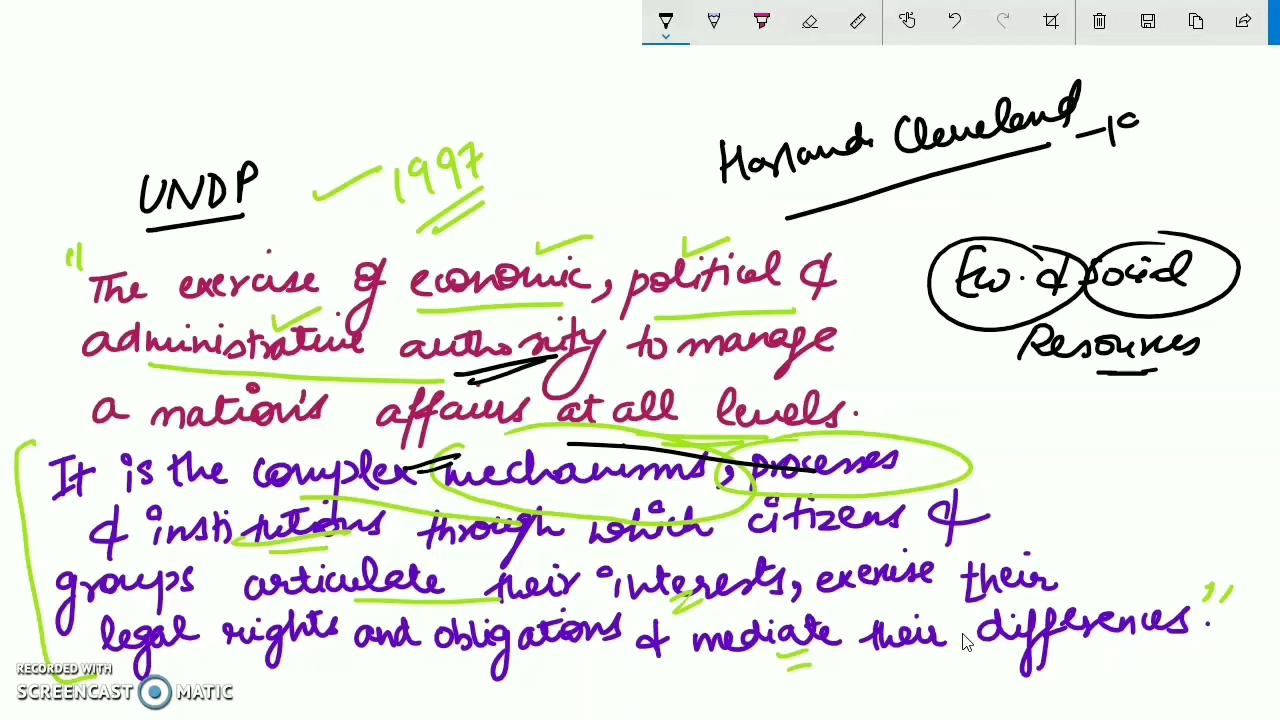 Harland Cleveland
UNDP 1997
Eco. & Social
Resources
"The exercise of economic, political &
administrative authority to manage
a nation's affairs at all levels.
It is the complex mechanisms, processes
& institutions through which citizens &
groups articulate their interests, exercise their
legal rights and obligations & mediate their differences."
RECORDED WITH
SCREENCAST MATIC